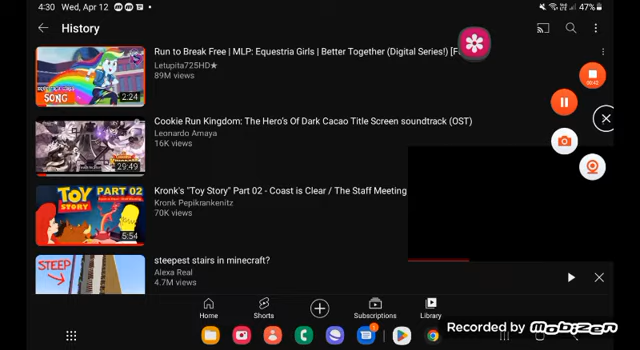 4:30 Wed, Apr 12
47%
History
Run to Break Free | MLP: Equestria Girls | Better Together (Digital Series!) [F
Letupita725HD★
89M views
SONG
2:24
00:42
Cookie Run Kingdom: The Hero's Of Dark Cacao Title Screen soundtrack (OST)
Leonardo Amaya
16K views
29:49
Kronk's "Toy Story" Part 02 - Coast is Clear / The Staff Meeting
Kronk Pepikrankenitz
70K views
TOY STORY PART 02
5:54
steepest stairs in minecraft?
Alexa Real
4.7M views
STEEP
Home
Shorts
Subscriptions
Library
Recorded by mobizen